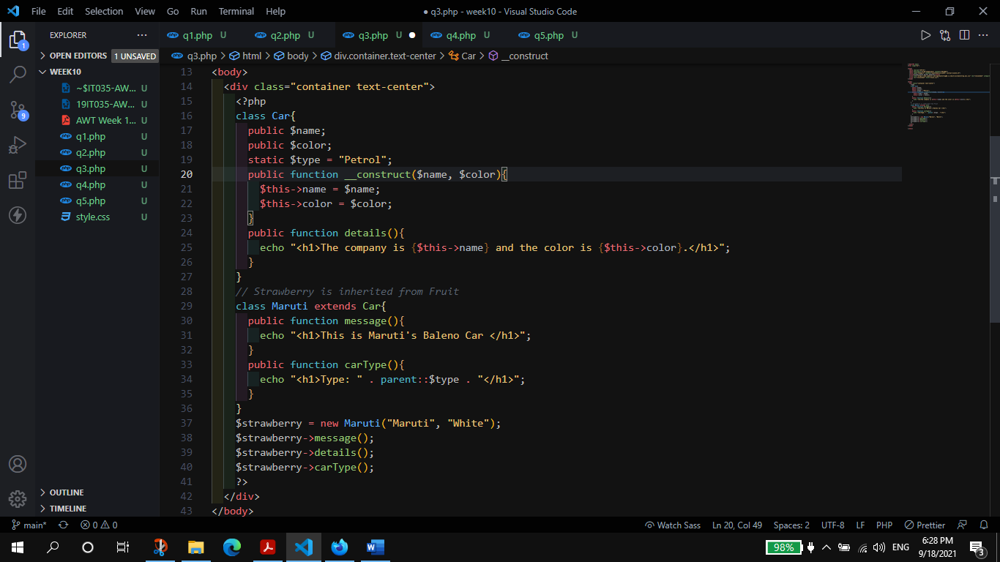 File Edit Selection View Go Run Terminal Help ● q3.php - week10 - Visual Studio Code
EXPLORER ··· q1.php U q2.php U q3.php U ● q4.php U q5.php U ···
OPEN EDITORS 1 UNSAVED q3.php > html > body > div.container.text-center > Car > __construct
WEEK10
~$IT035-AW... U
19IT035-AW... U
AWT Week 1... U
q1.php U
q2.php U
q3.php U
q4.php U
q5.php U
style.css U
1
9
OUTLINE
TIMELINE
13 <body>
14 <div class="container text-center">
15 <?php
16 class Car{
17 public $name;
18 public $color;
19 static $type = "Petrol";
20 public function __construct($name, $color){
21 $this->name = $name;
22 $this->color = $color;
23 }
24 public function details(){
25 echo "<h1>The company is {$this->name} and the color is {$this->color}.</h1>";
26 }
27 }
28 // Strawberry is inherited from Fruit
29 class Maruti extends Car{
30 public function message(){
31 echo "<h1>This is Maruti's Baleno Car </h1>";
32 }
33 public function carType(){
34 echo "<h1>Type: " . parent::$type . "</h1>";
35 }
36 }
37 $strawberry = new Maruti("Maruti", "White");
38 $strawberry->message();
39 $strawberry->details();
40 $strawberry->carType();
41 ?>
42 </div>
43 </body>
main* 0 0 Watch Sass Ln 20, Col 49 Spaces: 2 UTF-8 LF PHP Prettier
98% ENG 6:28 PM
9/18/2021 3